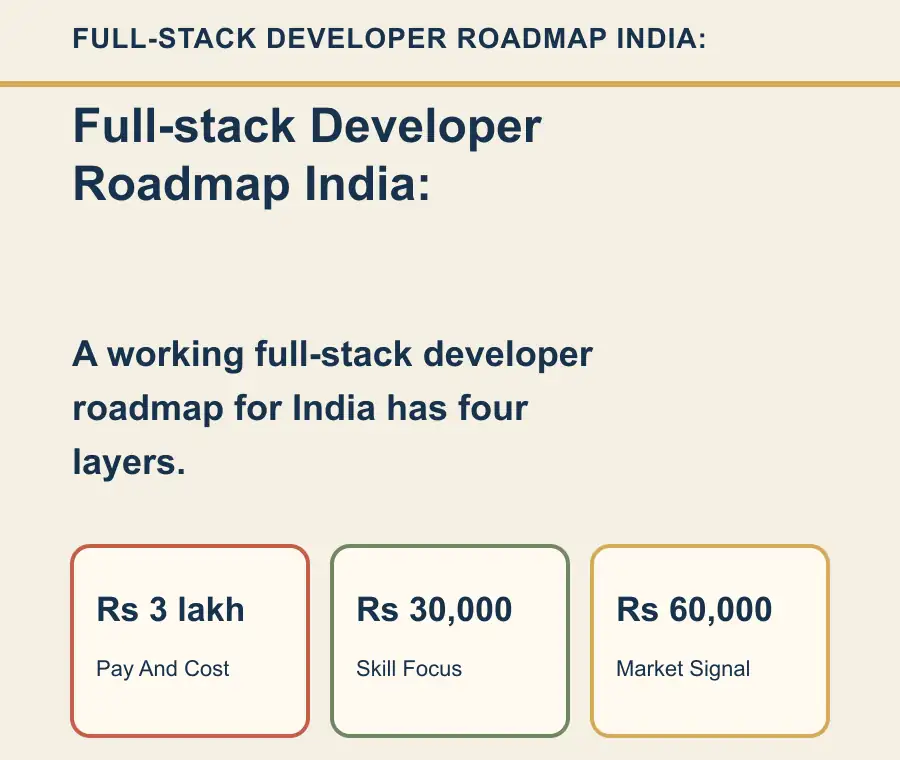 FULL-STACK DEVELOPER ROADMAP INDIA:
Full-stack Developer
Roadmap India:
A working full-stack developer
roadmap for India has four
layers.
Rs 3 lakh
Pay And Cost
Rs 30,000
Skill Focus
Rs 60,000
Market Signal